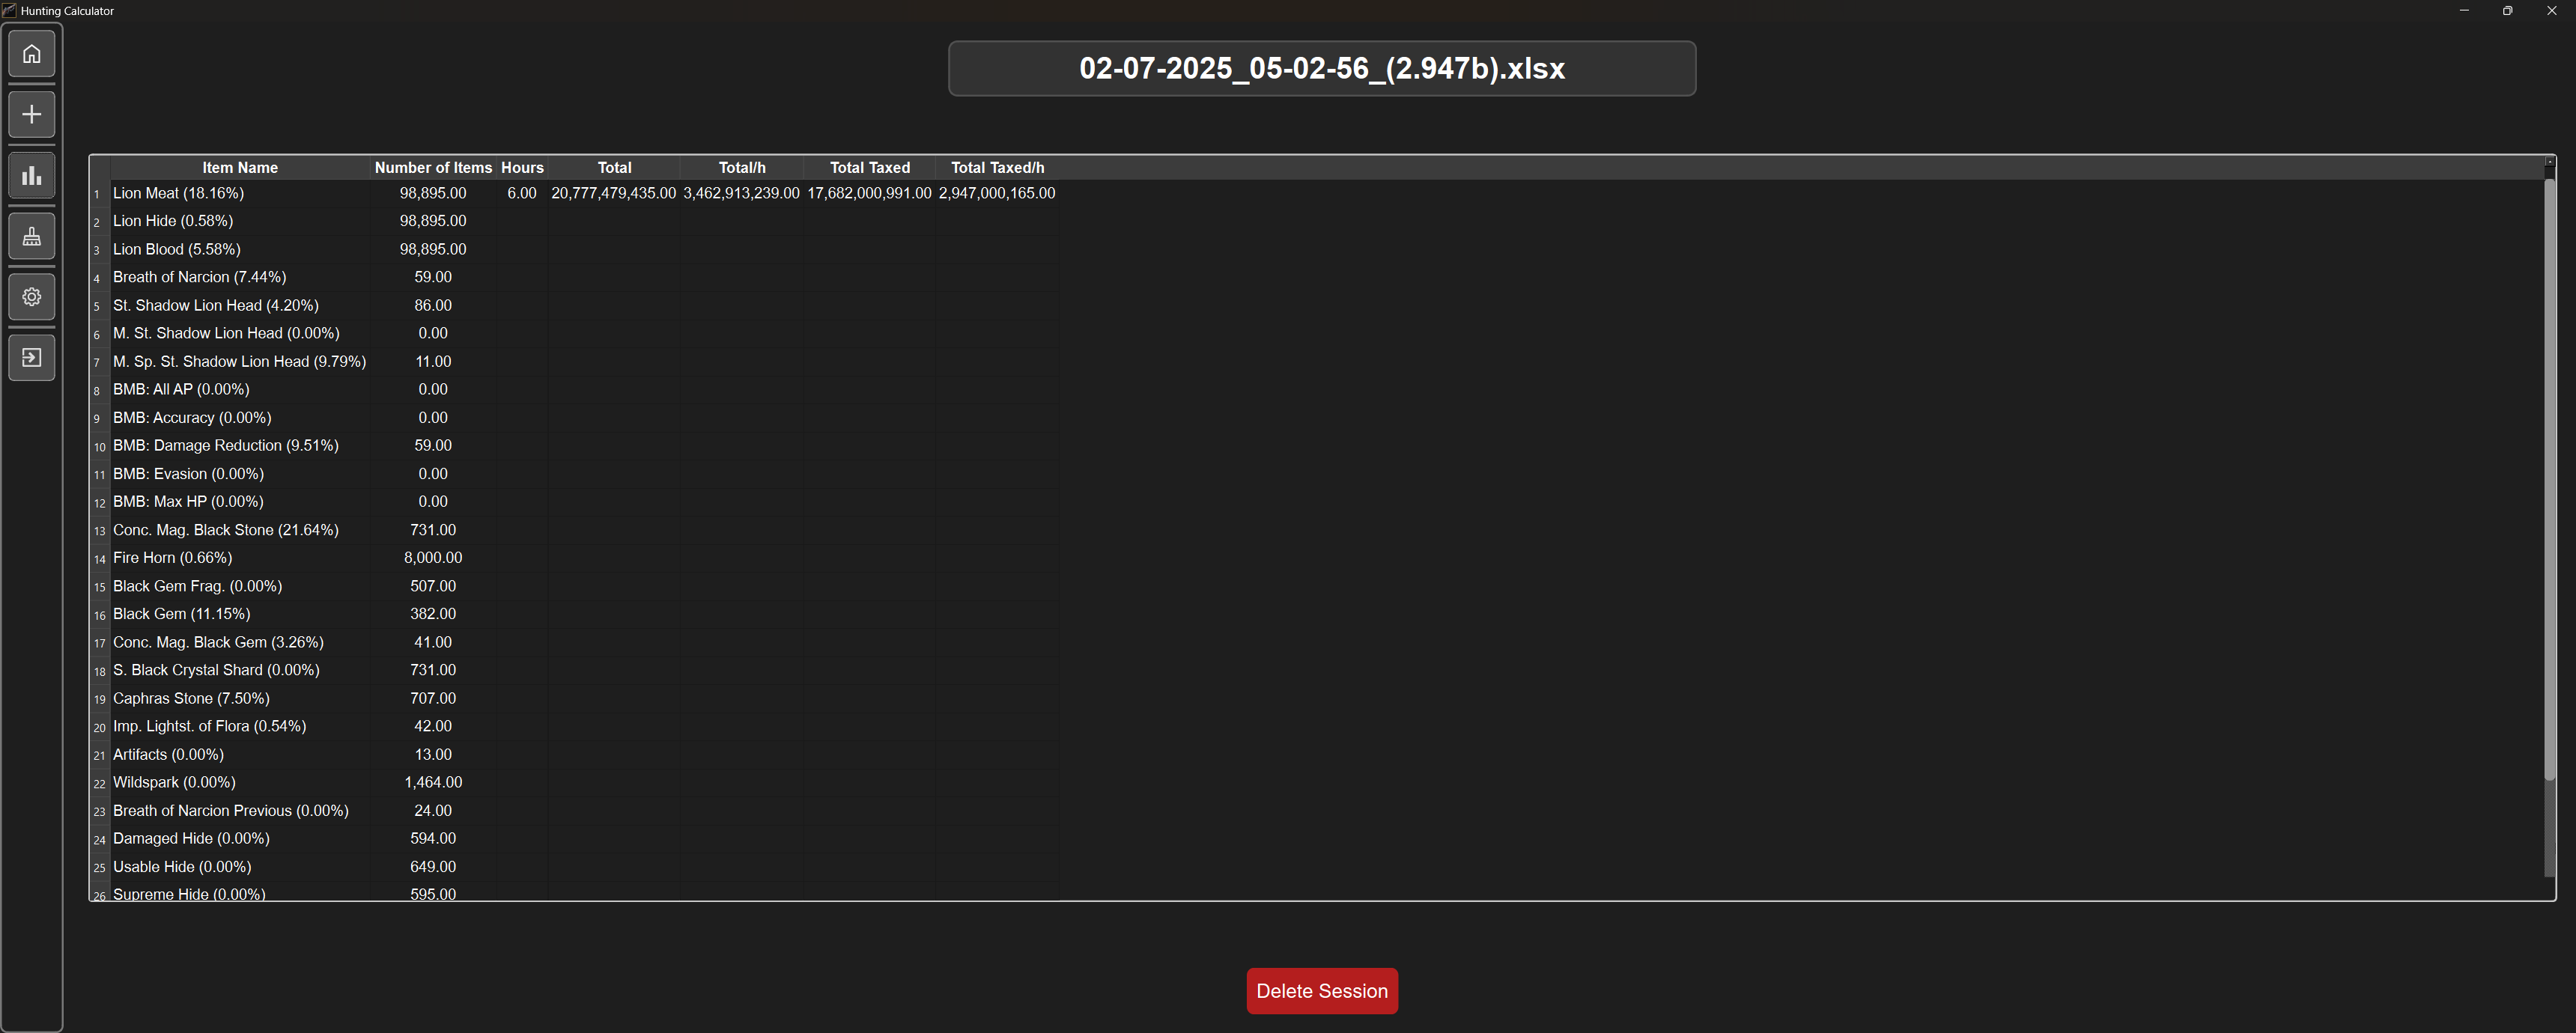 Hunting Calculator
02-07-2025_05-02-56_(2.947b).xlsx
Item Name Number of Items Hours Total Total/h Total Taxed Total Taxed/h
1 Lion Meat (18.16%) 98,895.00 6.00 20,777,479,435.00 3,462,913,239.00 17,682,000,991.00 2,947,000,165.00
2 Lion Hide (0.58%) 98,895.00
3 Lion Blood (5.58%) 98,895.00
4 Breath of Narcion (7.44%) 59.00
5 St. Shadow Lion Head (4.20%) 86.00
6 M. St. Shadow Lion Head (0.00%) 0.00
7 M. Sp. St. Shadow Lion Head (9.79%) 11.00
8 BMB: All AP (0.00%) 0.00
9 BMB: Accuracy (0.00%) 0.00
10 BMB: Damage Reduction (9.51%) 59.00
11 BMB: Evasion (0.00%) 0.00
12 BMB: Max HP (0.00%) 0.00
13 Conc. Mag. Black Stone (21.64%) 731.00
14 Fire Horn (0.66%) 8,000.00
15 Black Gem Frag. (0.00%) 507.00
16 Black Gem (11.15%) 382.00
17 Conc. Mag. Black Gem (3.26%) 41.00
18 S. Black Crystal Shard (0.00%) 731.00
19 Caphras Stone (7.50%) 707.00
20 Imp. Lightst. of Flora (0.54%) 42.00
21 Artifacts (0.00%) 13.00
22 Wildspark (0.00%) 1,464.00
23 Breath of Narcion Previous (0.00%) 24.00
24 Damaged Hide (0.00%) 594.00
25 Usable Hide (0.00%) 649.00
26 Supreme Hide (0.00%) 595.00
Delete Session